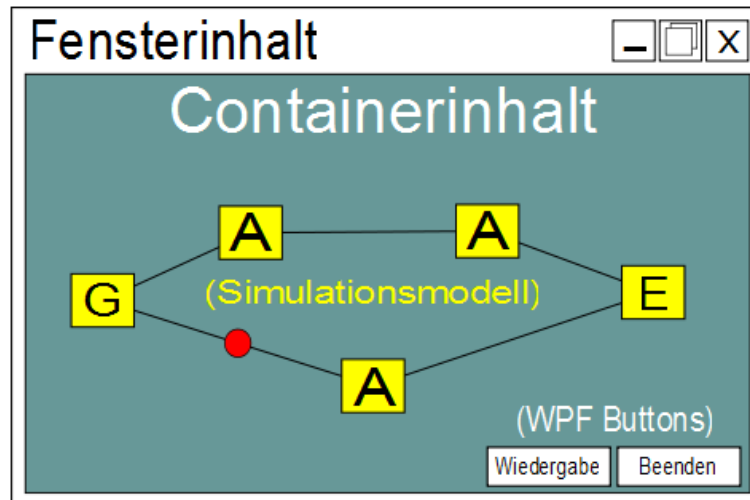 Fensterinhalt
X
Containerinhalt
A
A
G
(Simulationsmodell)
E
A
(WPF Buttons)
Wiedergabe
Beenden